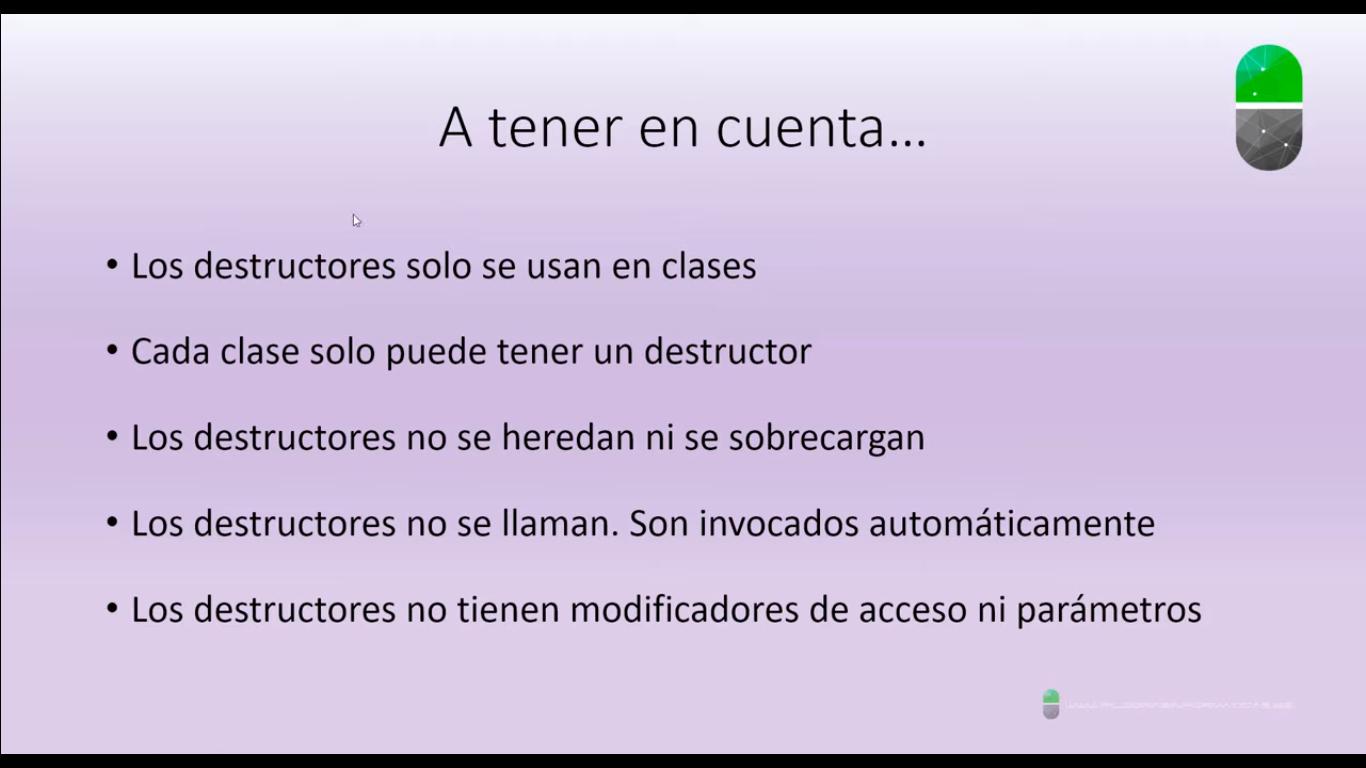 A tener en cuenta...
• Los destructores solo se usan en clases
• Cada clase solo puede tener un destructor
• Los destructores no se heredan ni se sobrecargan
• Los destructores no se llaman. Son invocados automáticamente
• Los destructores no tienen modificadores de acceso ni parámetros